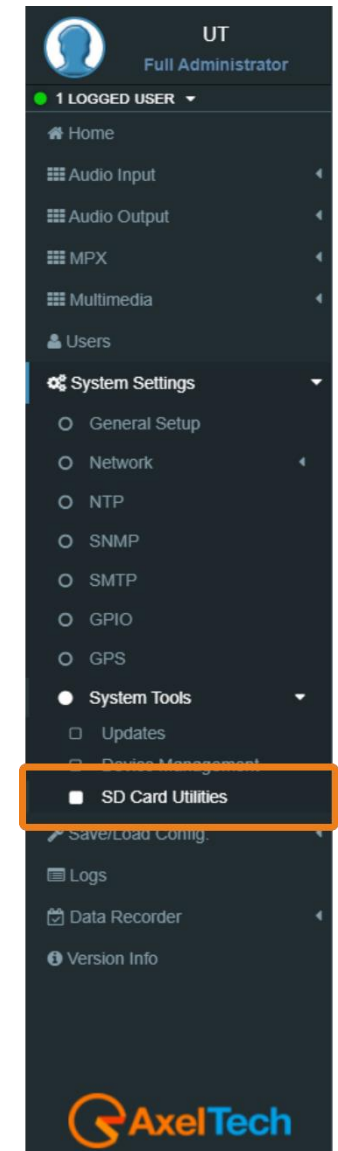 UT
Full Administrator
1 LOGGED USER
Home
Audio Input
Audio Output
MPX
Multimedia
Users
System Settings
General Setup
Network
NTP
SNMP
SMTP
GPIO
GPS
System Tools
Updates
Device Management
SD Card Utilities
Save/Load Config.
Logs
Data Recorder
Version Info
AxelTech